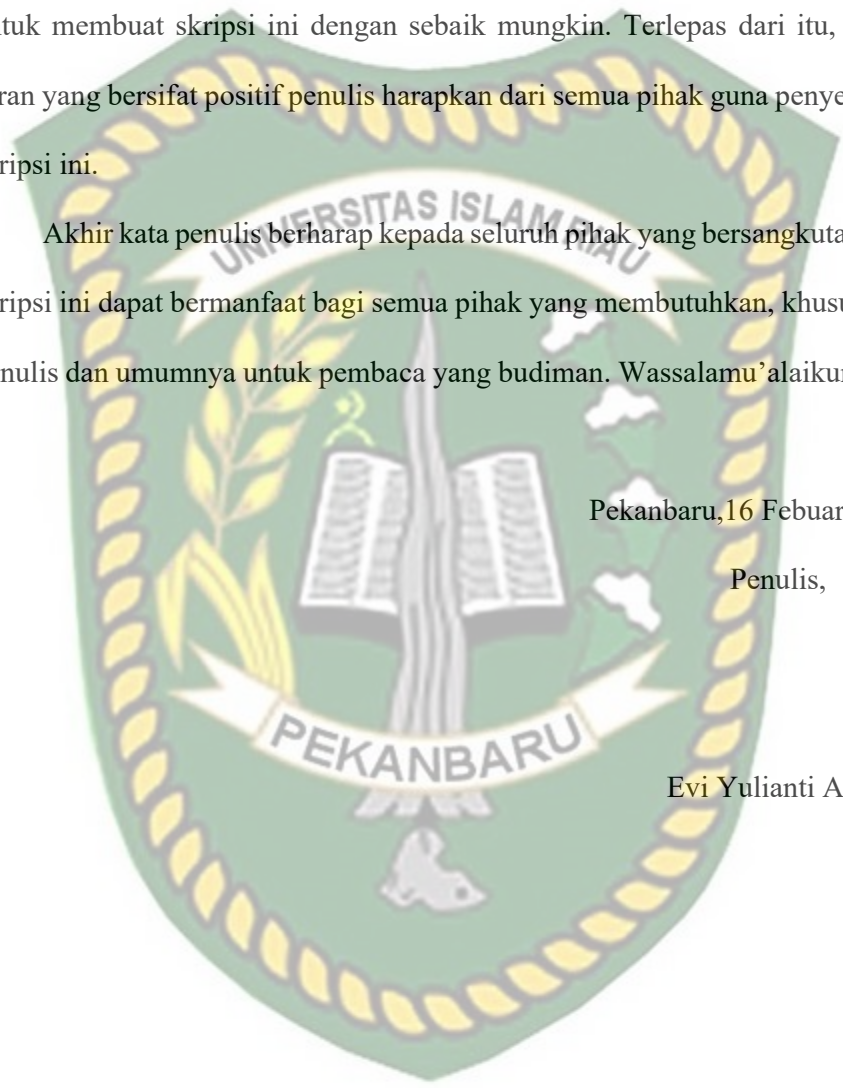 tuk membuat skripsi ini dengan sebaik mungkin. Terlepas dari itu,
ran yang bersifat positif penulis harapkan dari semua pihak guna penye
ripsi ini.
UNIVERSITAS ISLAM RIAU
Akhir kata penulis berharap kepada seluruh pihak yang bersangkuta
ripsi ini dapat bermanfaat bagi semua pihak yang membutuhkan, khusu
nulis dan umumnya untuk pembaca yang budiman. Wassalamu’alaikum
Pekanbaru,16 Febuar
Penulis,
PEKANBARU
Evi Yulianti A